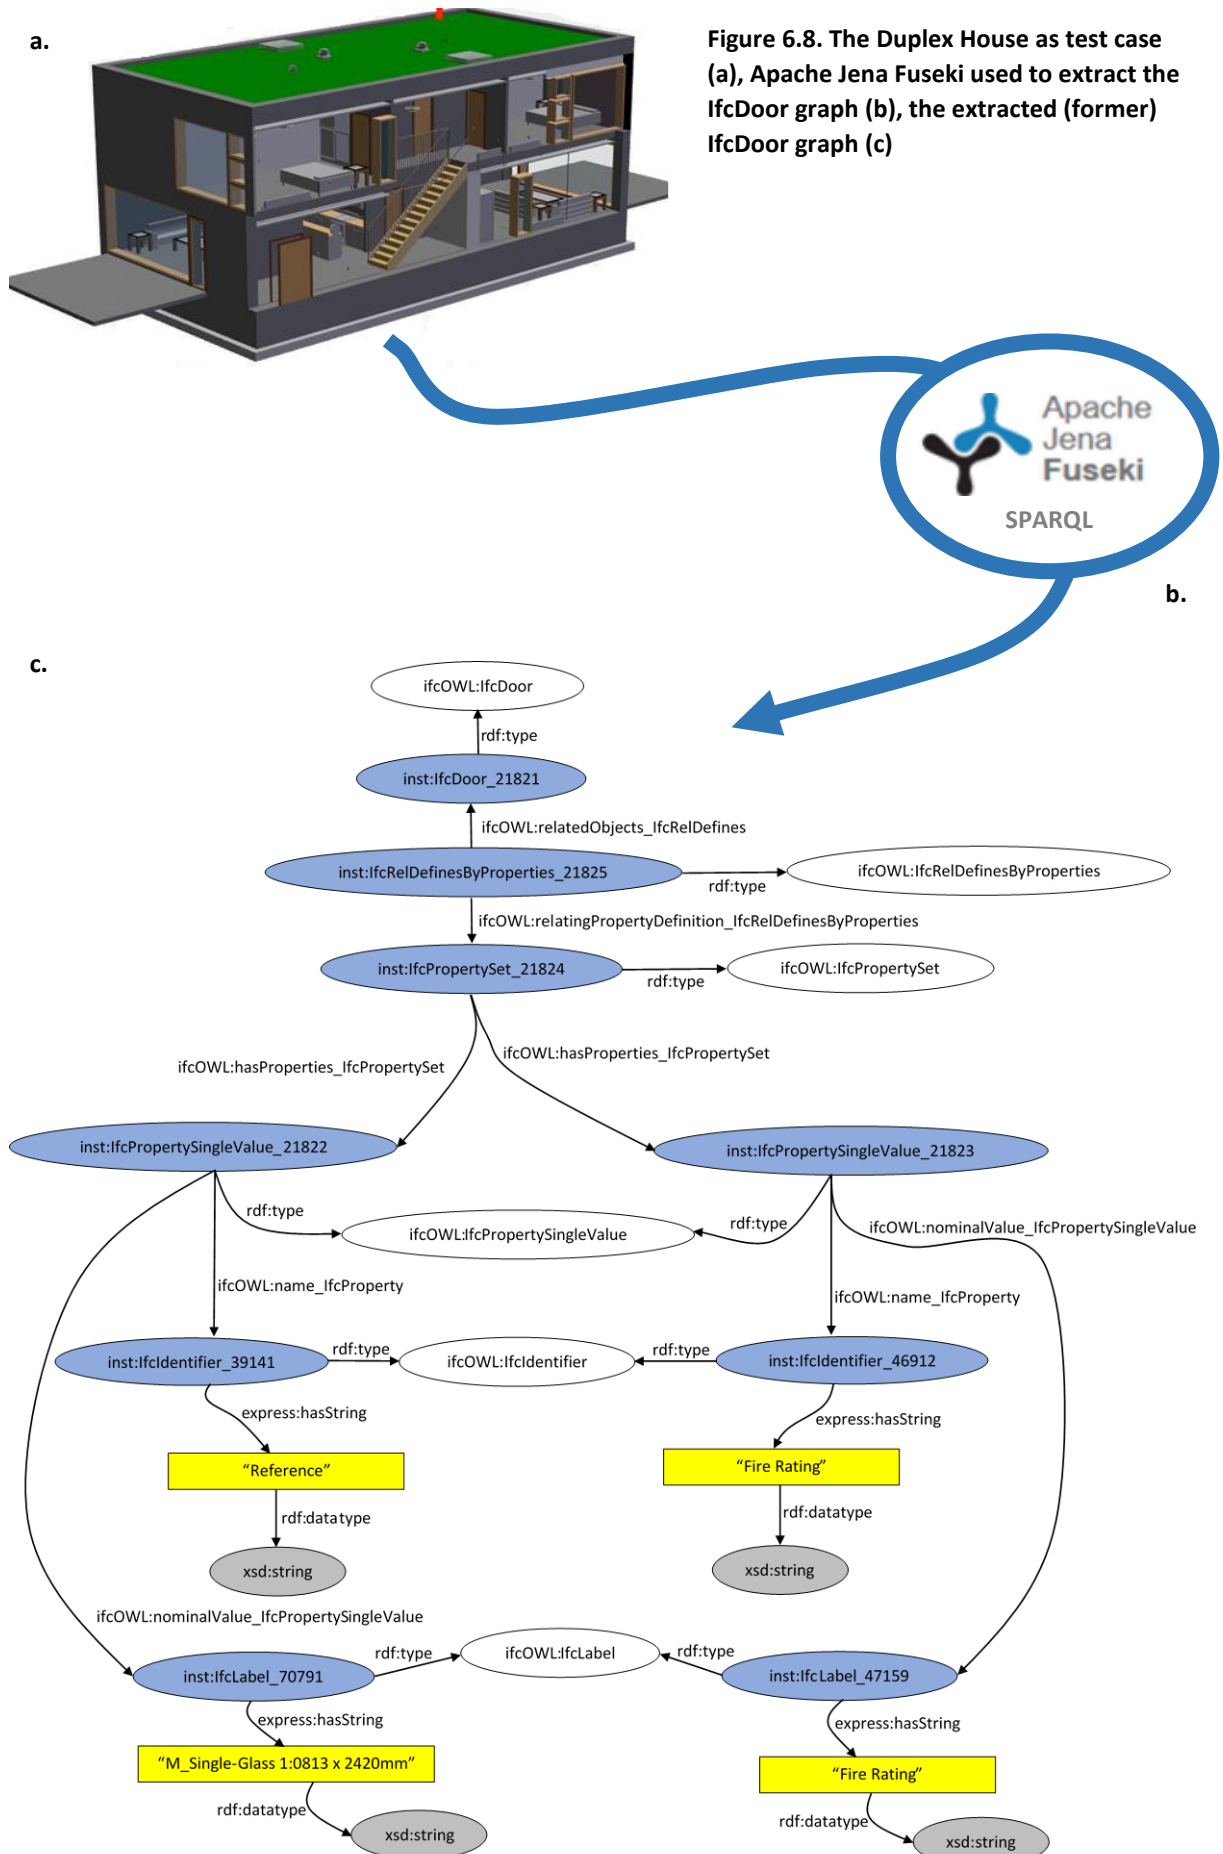 a.
Figure 6.8. The Duplex House as test case
(a), Apache Jena Fuseki used to extract the
IfcDoor graph (b), the extracted (former)
IfcDoor graph (c)
Apache
Jena
Fuseki
SPARQL
b.
c.
ifcOWL:IfcDoor
rdf:type
inst:IfcDoor_21821
ifcOWL:relatedObjects_IfcRelDefines
inst:IfcRelDefinesByProperties_21825
rdf:type
ifcOWL:IfcRelDefinesByProperties
ifcOWL:relatingPropertyDefinition_IfcRelDefinesByProperties
inst:IfcPropertySet_21824
rdf:type
ifcOWL:IfcPropertySet
ifcOWL:hasProperties_IfcPropertySet
ifcOWL:hasProperties_IfcPropertySet
inst:IfcPropertySingleValue_21822
inst:IfcPropertySingleValue_21823
rdf:type
ifcOWL:IfcPropertySingleValue
rdf:type
ifcOWL:nominalValue_IfcPropertySingleValue
ifcOWL:name_IfcProperty
ifcOWL:name_IfcProperty
inst:IfcIdentifier_39141
rdf:type
ifcOWL:IfcIdentifier
rdf:type
inst:IfcIdentifier_46912
express:hasString
express:hasString
“Reference”
“Fire Rating”
rdf:datatype
rdf:datatype
xsd:string
xsd:string
ifcOWL:nominalValue_IfcPropertySingleValue
inst:IfcLabel_70791
rdf:type
ifcOWL:IfcLabel
rdf:type
inst:IfcLabel_47159
express:hasString
express:hasString
“M_Single-Glass 1:0813 x 2420mm”
“Fire Rating”
rdf:datatype
rdf:datatype
xsd:string
xsd:string